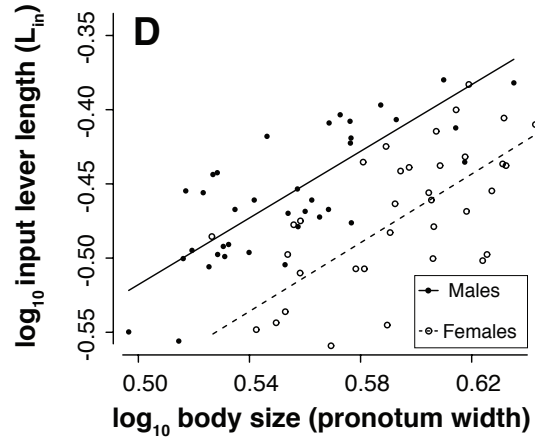 D
log10 input lever length (Lin)
-0.35
-0.40
-0.45
-0.50
-0.55
Males
Females
0.50 0.54 0.58 0.62
log10 body size (pronotum width)